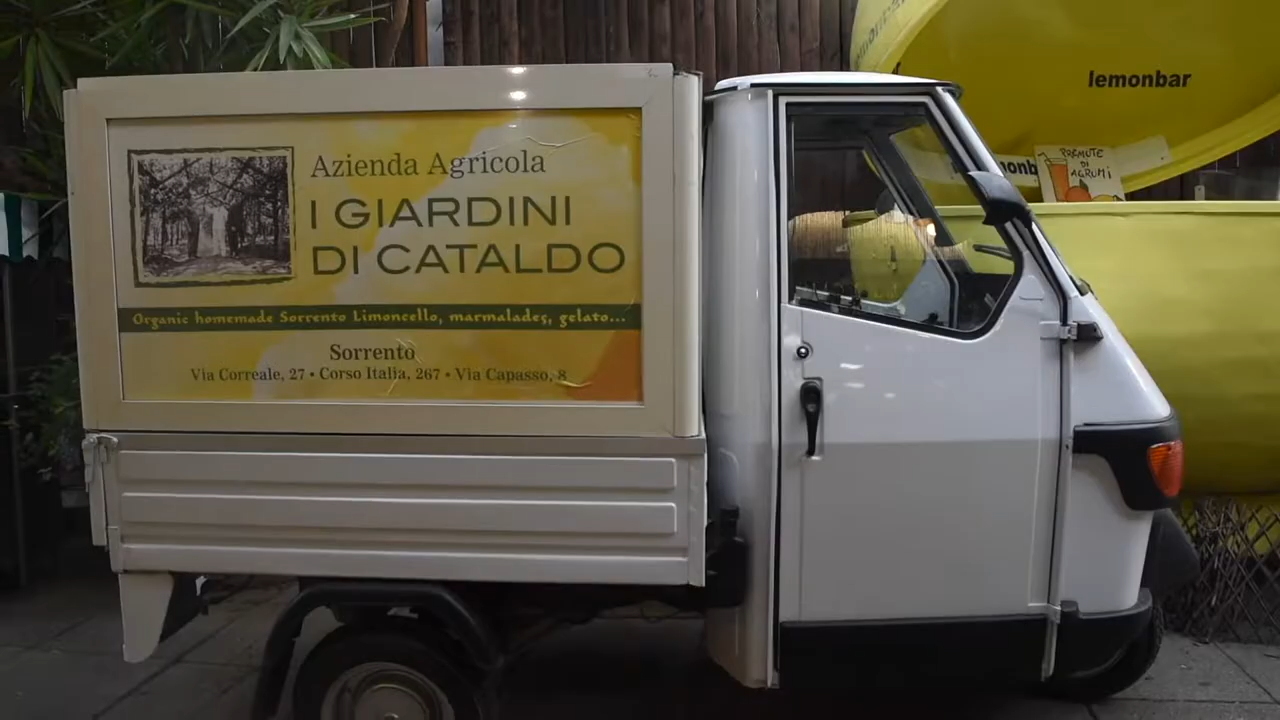 Azienda Agricola
I GIARDINI
DI CATALDO
Organic homemade Sorrento Limoncello, marmalades, gelato...
Sorrento
Via Correale, 27 • Corso Italia, 267 • Via Capasso, 8
lemonbar
PREMUTE
DI
AGRUMI